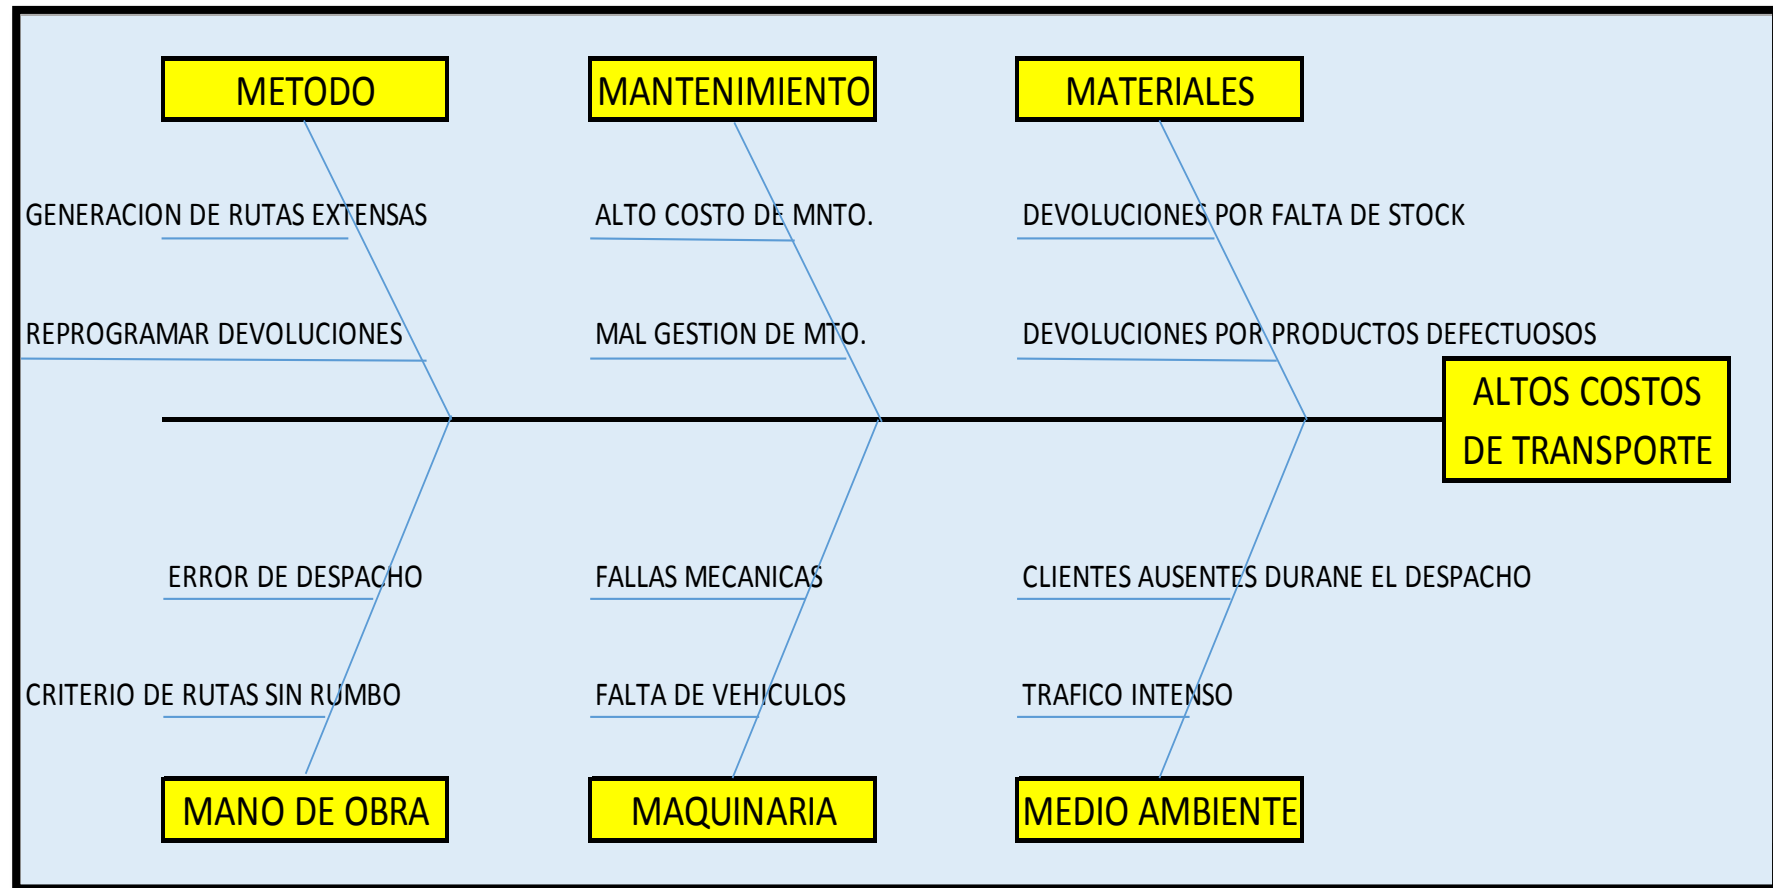 METODO
MANTENIMIENTO
MATERIALES
GENERACION DE RUTAS EXTENSAS
ALTO COSTO DE MNTO.
DEVOLUCIONES POR FALTA DE STOCK
REPROGRAMAR DEVOLUCIONES
MAL GESTION DE MTO.
DEVOLUCIONES POR PRODUCTOS DEFECTUOSOS
ALTOS COSTOS
DE TRANSPORTE
ERROR DE DESPACHO
FALLAS MECANICAS
CLIENTES AUSENTES DURANE EL DESPACHO
CRITERIO DE RUTAS SIN RUMBO
FALTA DE VEHICULOS
TRAFICO INTENSO
MANO DE OBRA
MAQUINARIA
MEDIO AMBIENTE